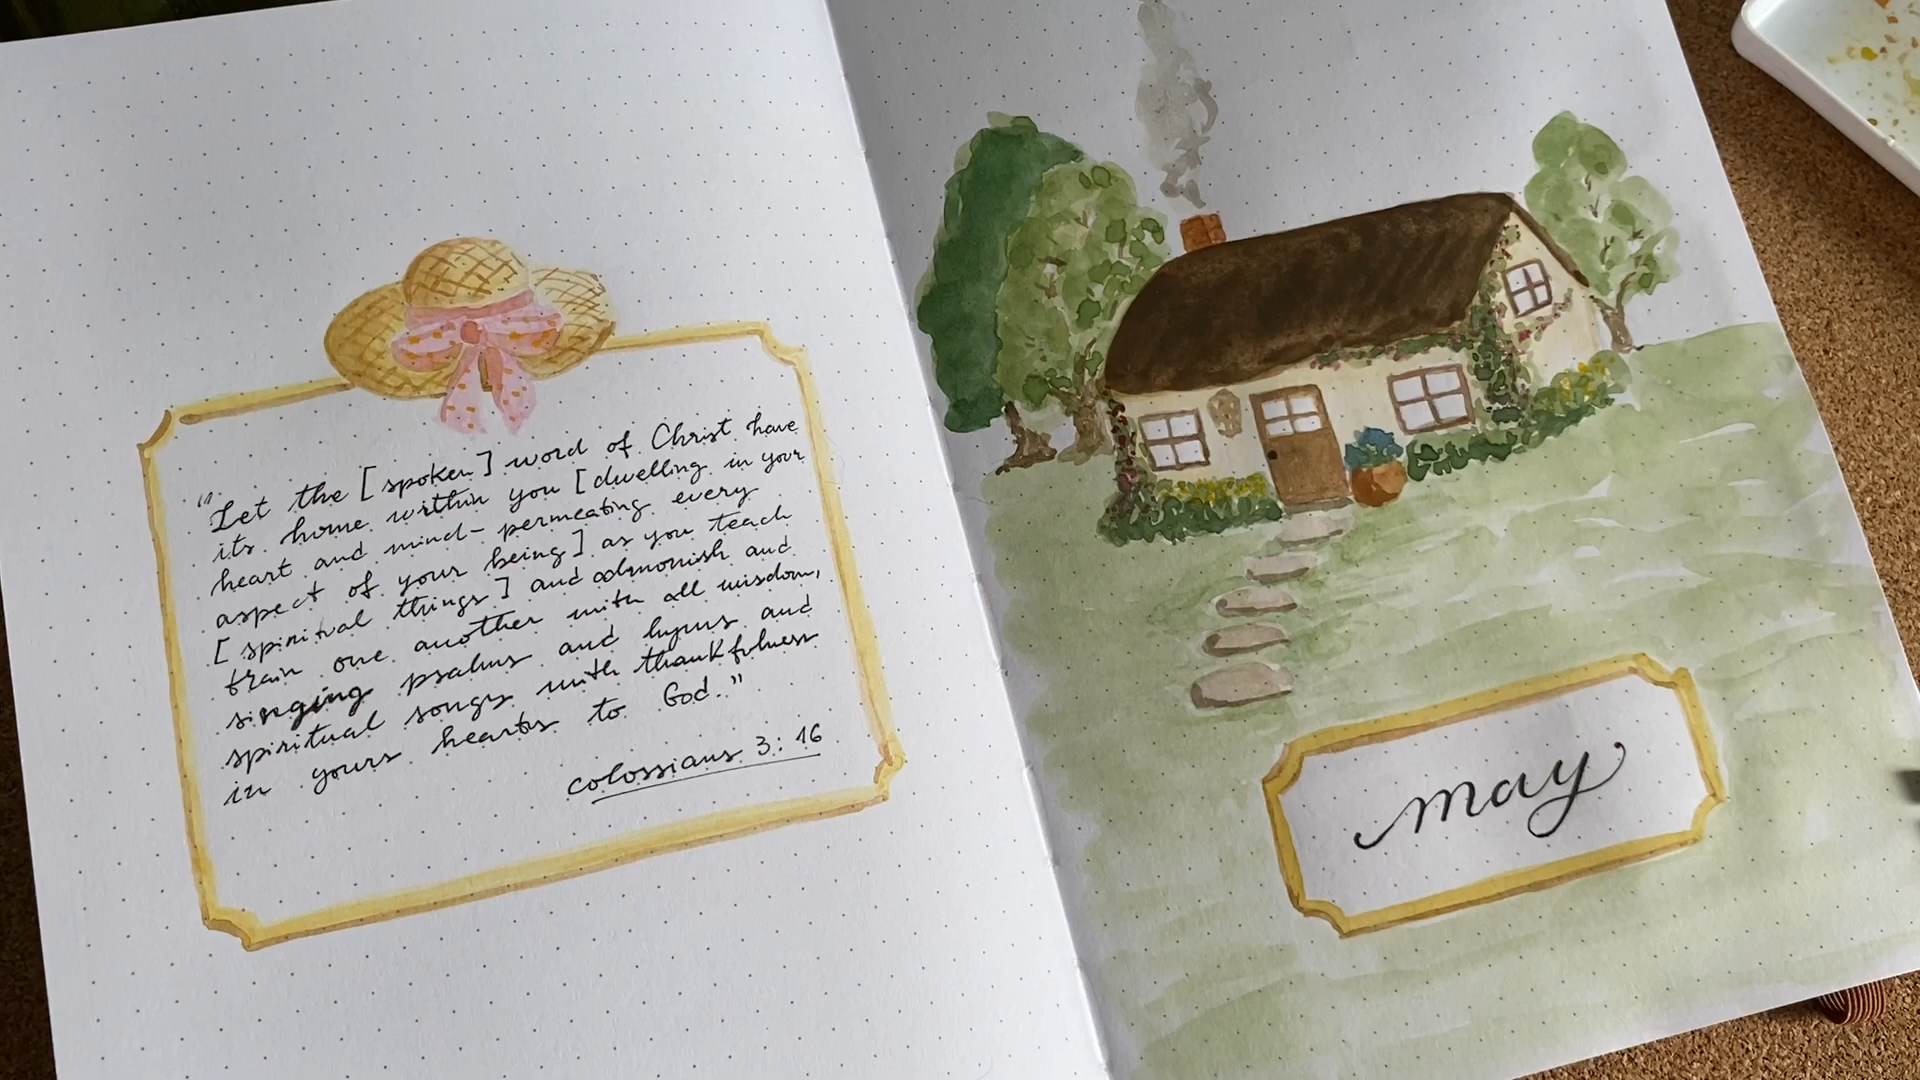 "Let the [spoken] word of Christ have
its home within you [dwelling in your
heart and mind- permeating every
aspect of your being] as you teach
[spiritual things] and admonish and
train one another with all wisdom,
singing psalms and hymns and
spiritual songs with thankfulness
in yours hearts to God."
colossians 3:16
may